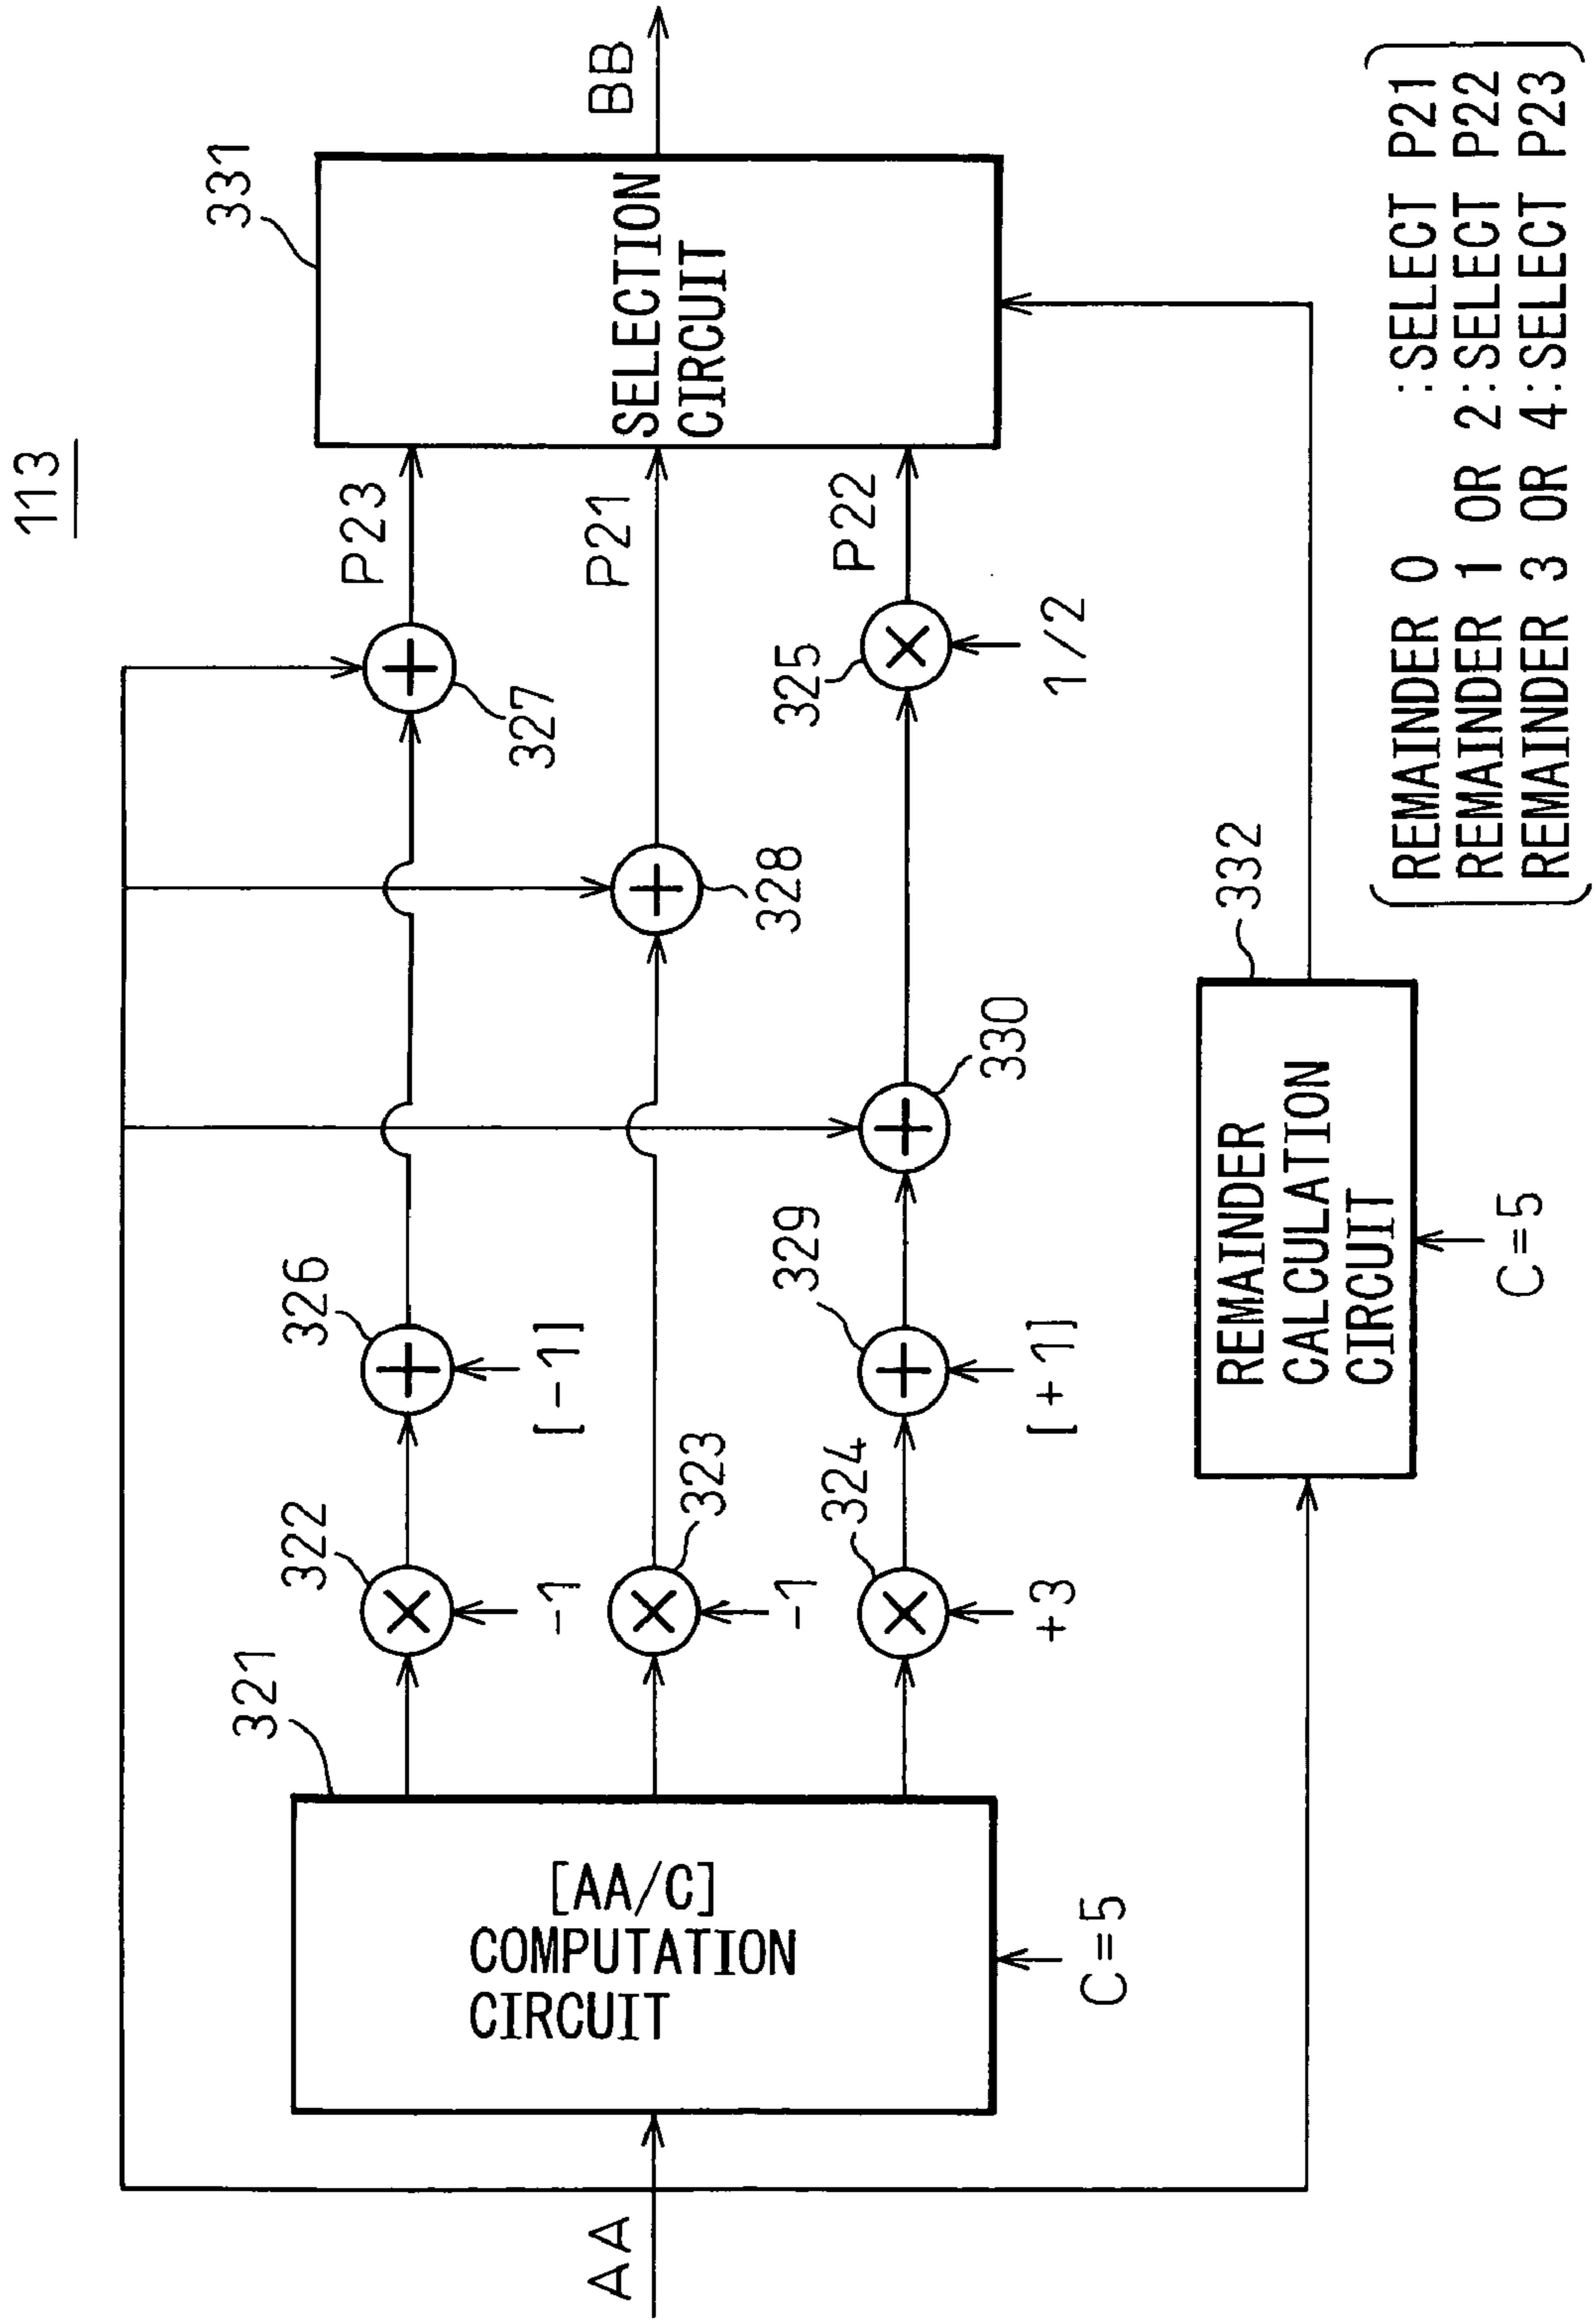 113
331
BB
SELECTION
CIRCUIT
P23
P21
P22
327
328
325
1/2
330
326
[-1]
329
[+1]
322
-1
323
-1
324
+3
321
[AA/C]
COMPUTATION
CIRCUIT
C=5
AA
332
REMAINDER
CALCULATION
CIRCUIT
C=5
REMAINDER 0 :SELECT P21
REMAINDER 1 OR 2:SELECT P22
REMAINDER 3 OR 4:SELECT P23